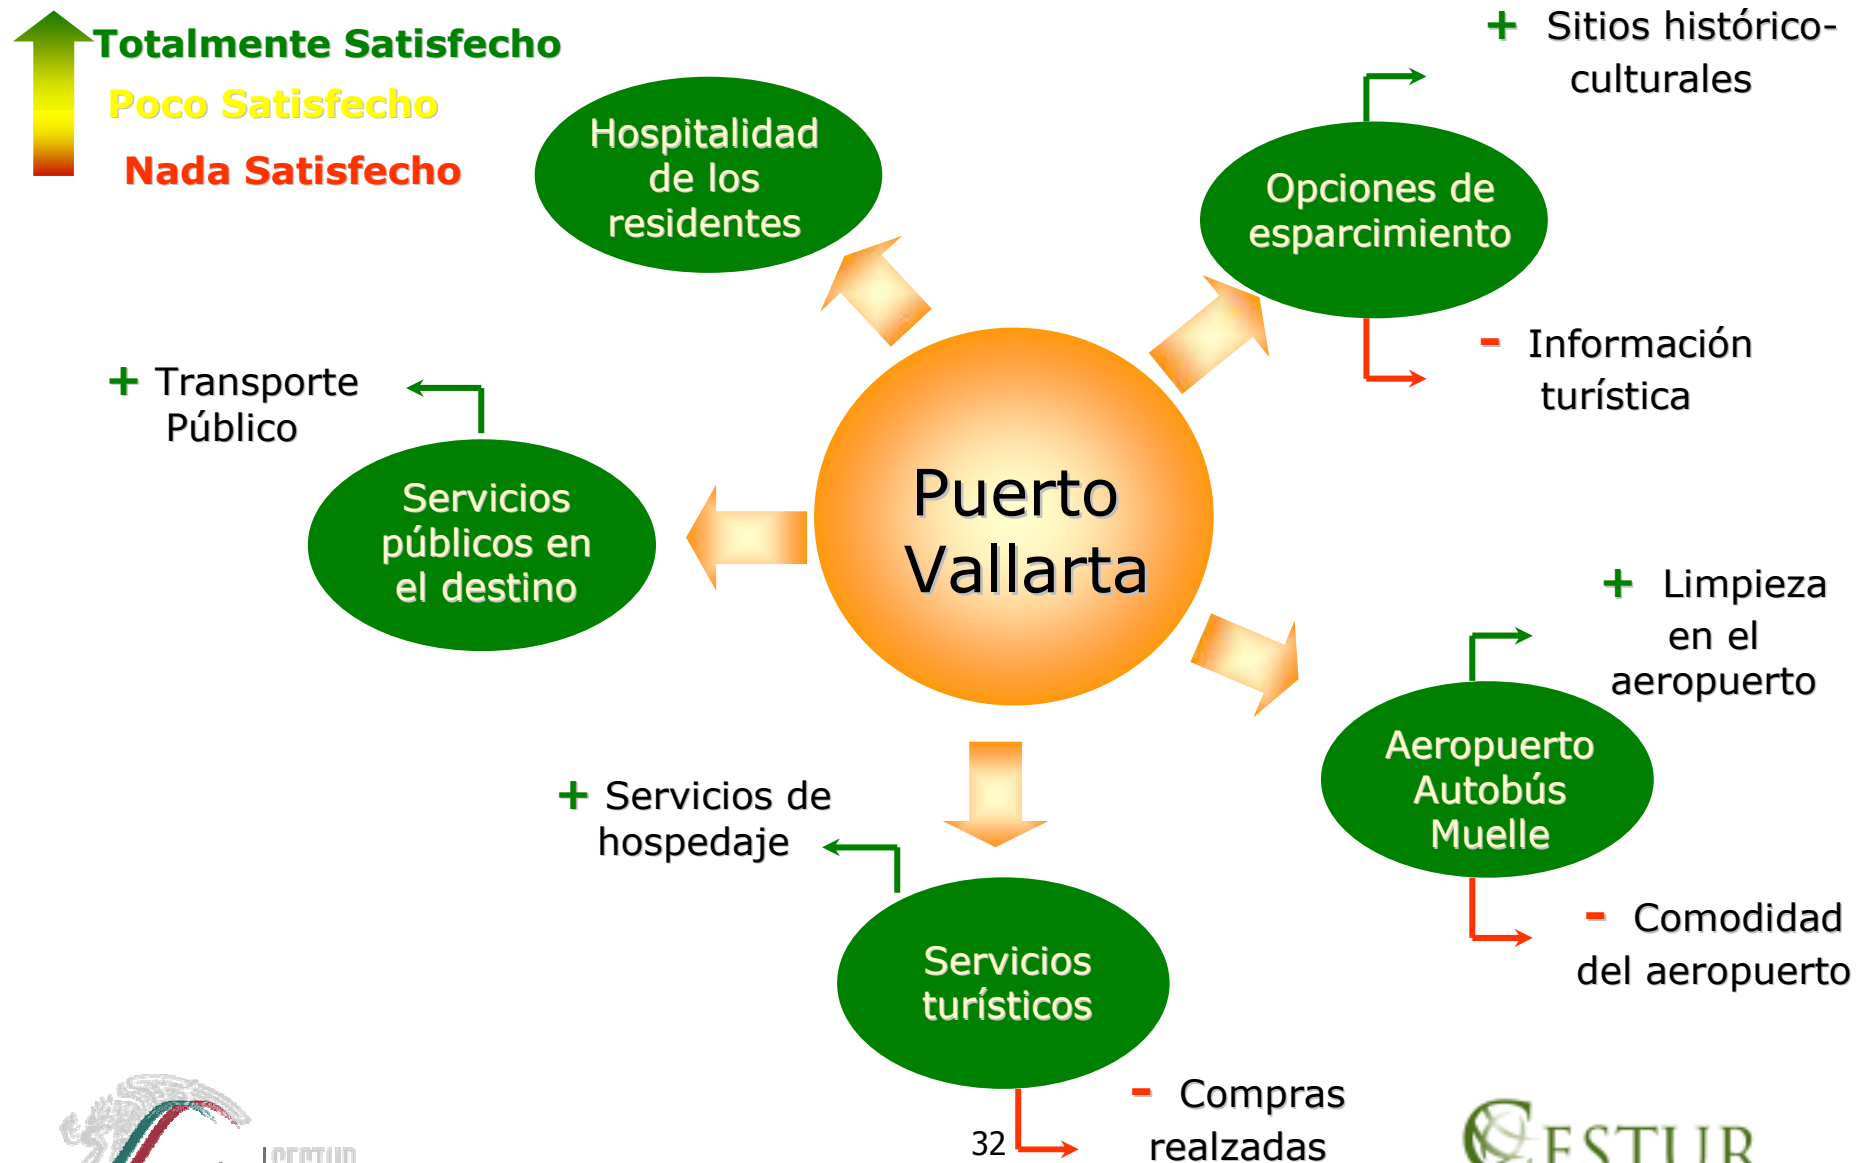 Totalmente Satisfecho
Poco Satisfecho
Nada Satisfecho
Hospitalidad
de los
residentes
+ Sitios histórico-
culturales
Opciones de
esparcimiento
- Información
turística
+ Transporte
Público
Servicios
públicos en
el destino
Puerto
Vallarta
+ Limpieza
en el
aeropuerto
Aeropuerto
Autobús
Muelle
- Comodidad
del aeropuerto
+ Servicios de
hospedaje
Servicios
turísticos
- Compras
realzadas
32
SECTUR
CESTUR